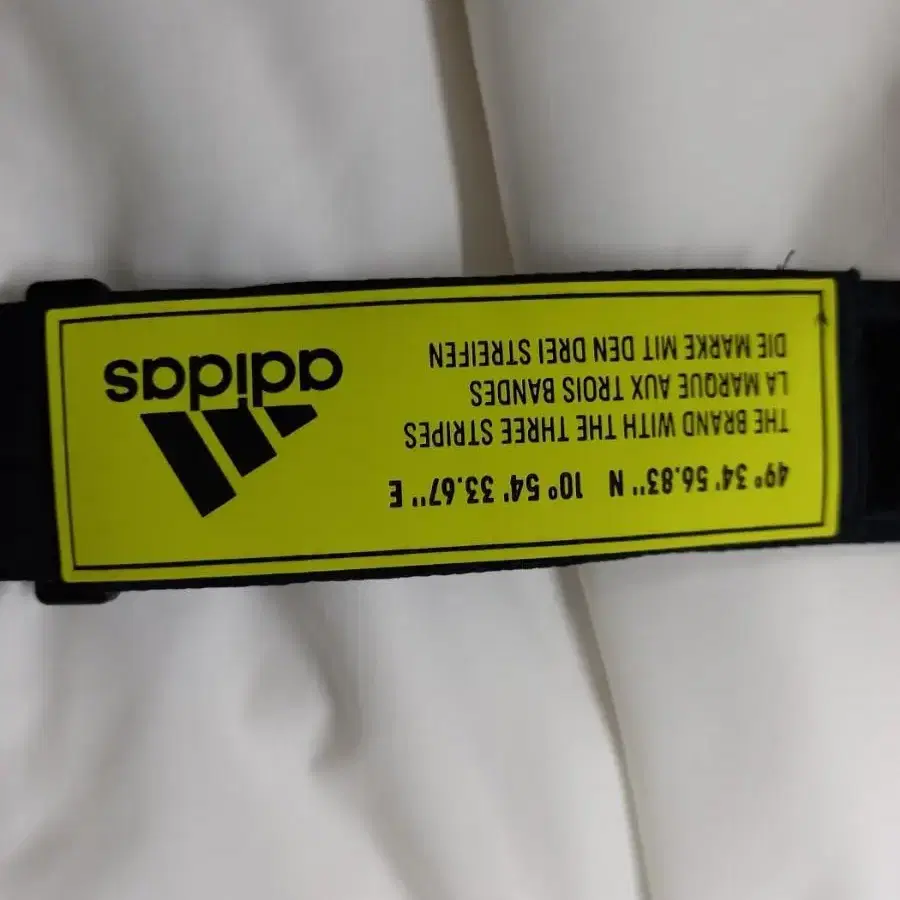 adidas
49° 34' 56.83'' N 10° 54' 33.67'' E
THE BRAND WITH THE THREE STRIPES
LA MARQUE AUX TROIS BANDES
DIE MARKE MIT DEN DREI STREIFEN